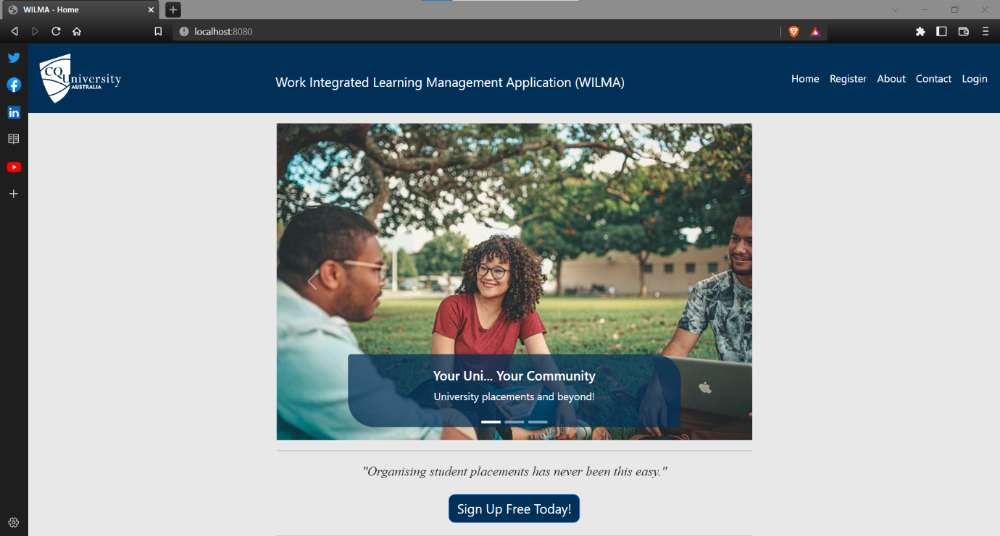 WILMA - Home
localhost:8080
CQUniversity
AUSTRALIA
Work Integrated Learning Management Application (WILMA)
Home Register About Contact Login
Your Uni... Your Community
University placements and beyond!
"Organising student placements has never been this easy."
Sign Up Free Today!